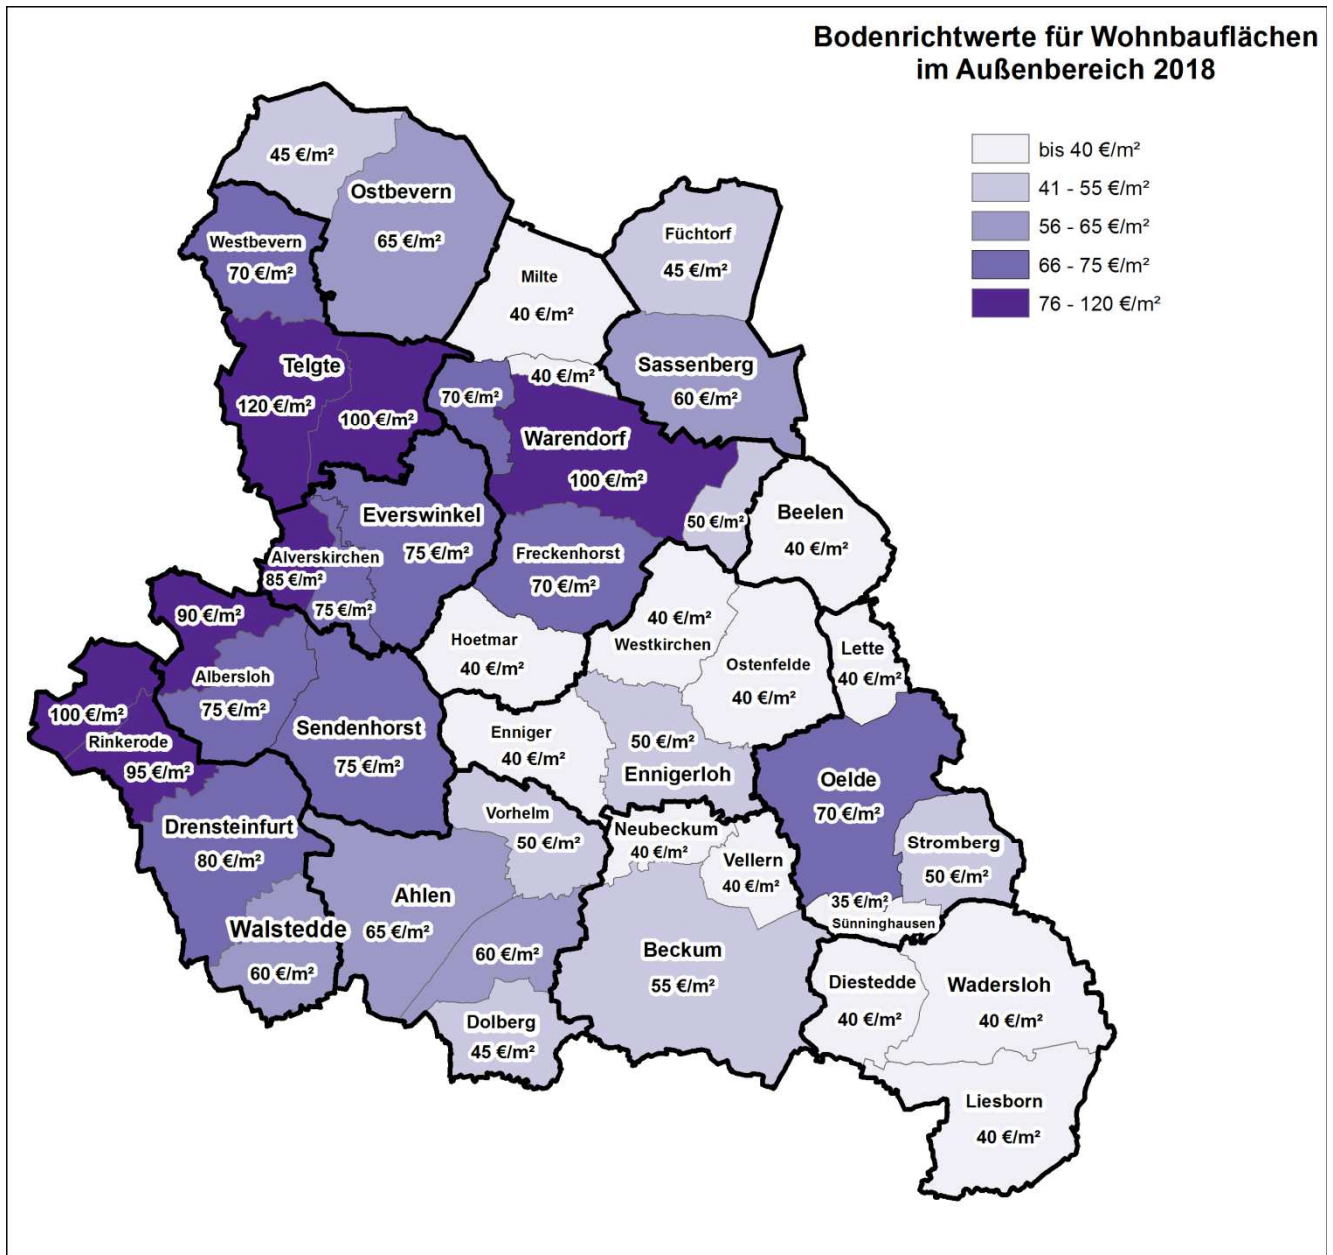 Bodenrichtwerte für Wohnbauflächen
im Außenbereich 2018
bis 40 €/m²
41 - 55 €/m²
56 - 65 €/m²
66 - 75 €/m²
76 - 120 €/m²
45 €/m²
Ostbevern
65 €/m²
Westbevern
70 €/m²
Füchtorf
45 €/m²
Milte
40 €/m²
Telgte
120 €/m²
100 €/m²
40 €/m²
70 €/m²
Sassenberg
60 €/m²
Warendorf
100 €/m²
50 €/m²
Beelen
40 €/m²
Everswinkel
75 €/m²
Alverskirchen
85 €/m²
75 €/m²
Freckenhorst
70 €/m²
90 €/m²
Albersloh
75 €/m²
Hoetmar
40 €/m²
40 €/m²
Westkirchen
Ostenfelde
40 €/m²
Lette
40 €/m²
100 €/m²
Rinkerode
95 €/m²
Sendenhorst
75 €/m²
Enniger
40 €/m²
50 €/m²
Ennigerloh
Oelde
70 €/m²
Drensteinfurt
80 €/m²
Vorhelm
50 €/m²
Neubeckum
40 €/m²
Vellern
40 €/m²
Stromberg
50 €/m²
Ahlen
65 €/m²
35 €/m²
Sünninghausen
Walstedde
60 €/m²
60 €/m²
Beckum
55 €/m²
Diestedde
40 €/m²
Wadersloh
40 €/m²
Dolberg
45 €/m²
Liesborn
40 €/m²